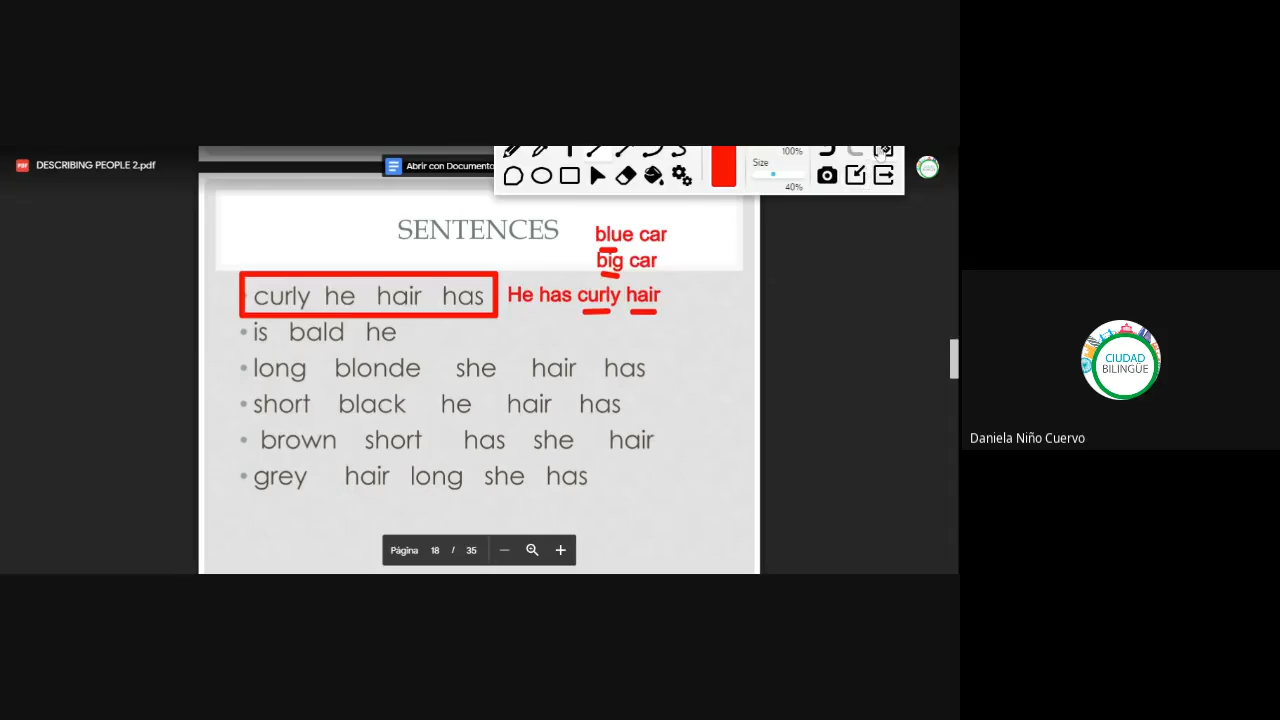 DESCRIBING PEOPLE 2.pdf
Abrir con Documento
Size
100%
40%
SENTENCES
blue car
big car
curly he hair has
He has curly hair
is bald he
long blonde she hair has
short black he hair has
brown short has she hair
grey hair long she has
Página 18 / 35
CIUDAD
BILINGÜE
Daniela Niño Cuervo